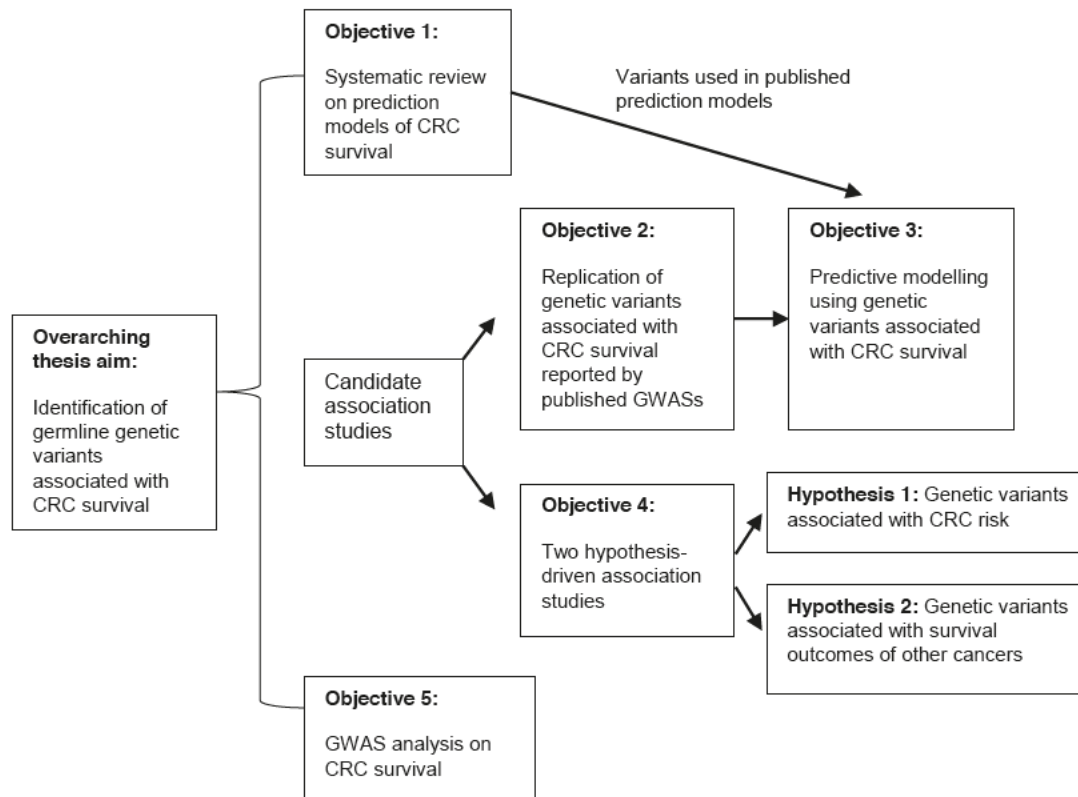 Objective 1:
Systematic review
on prediction
models of CRC
survival
Variants used in published
prediction models
Objective 2:
Replication of
genetic variants
associated with
CRC survival
reported by
published GWASs
Objective 3:
Predictive modelling
using genetic
variants associated
with CRC survival
Overarching
thesis aim:
Identification of
germline genetic
variants
associated with
CRC survival
Candidate
association
studies
Objective 4:
Two hypothesis-
driven association
studies
Hypothesis 1: Genetic variants
associated with CRC risk
Hypothesis 2: Genetic variants
associated with survival
outcomes of other cancers
Objective 5:
GWAS analysis on
CRC survival